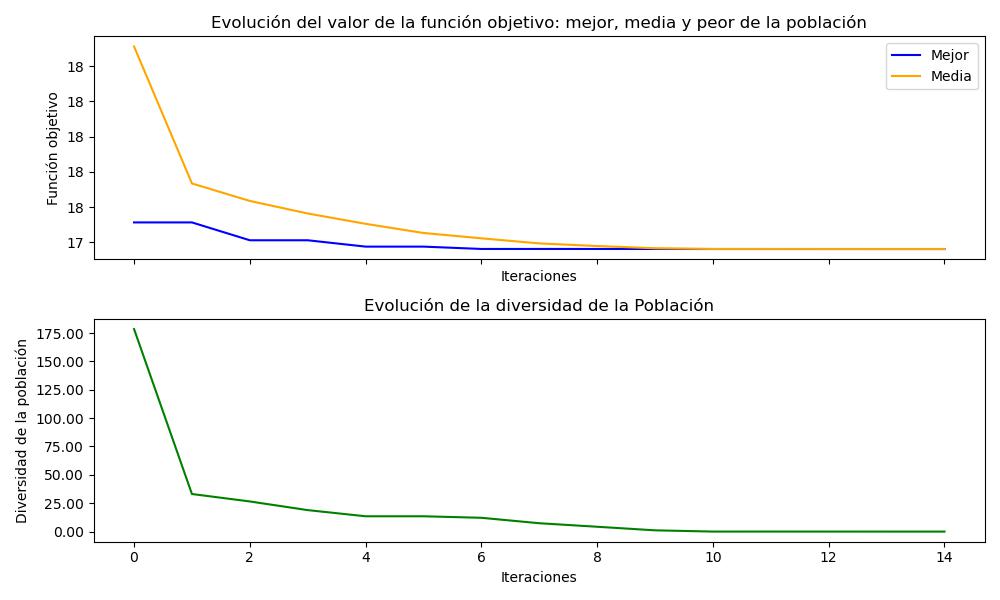 Evolución del valor de la función objetivo: mejor, media y peor de la población
Función objetivo
18
18
18
18
18
17
Mejor
Media
Iteraciones
Evolución de la diversidad de la Población
Diversidad de la población
175.00
150.00
125.00
100.00
75.00
50.00
25.00
0.00
0 2 4 6 8 10 12 14
Iteraciones